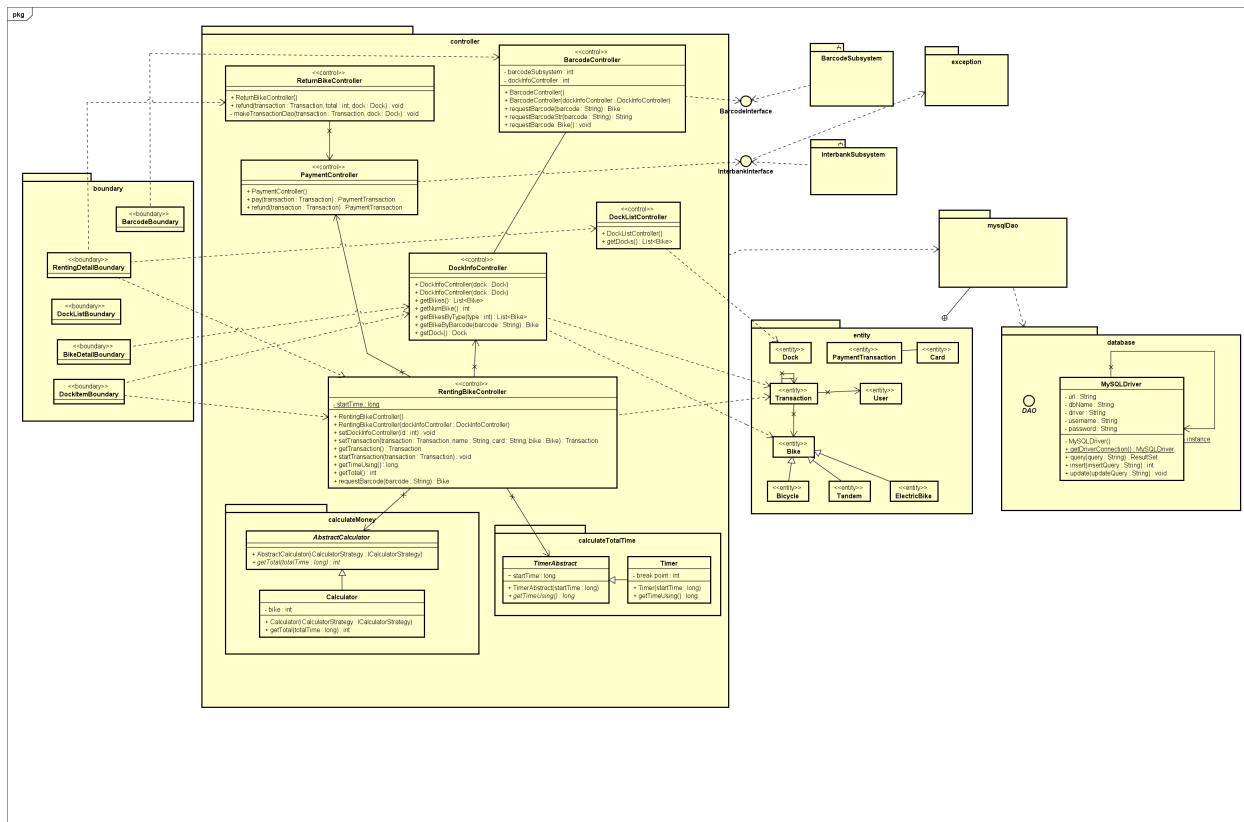 pkg
controller
<<control>>
ReturnBikeController
+ ReturnBikeController()
+ refund(transaction : Transaction, total : int, dock : Dock) : void
- makeTransactionDao(transaction : Transaction, dock : Dock) : void
<<control>>
BarcodeController
- barcodeSubsystem : int
- dockInfoController : int
+ BarcodeController()
+ BarcodeController(dockInfoController : DockInfoController)
+ requestBarcode(barcode : String) : Bike
+ requestBarcodeStr(barcode : String) : String
+ requestBarcode Bike() : void
<<control>>
PaymentController
+ PaymentController()
+ pay(transaction : Transaction) : PaymentTransaction
+ refund(transaction : Transaction) : PaymentTransaction
<<control>>
DockListController
+ DockListController()
+ getDocks() : List<Bike>
<<control>>
DockInfoController
+ DockInfoController(dock : Dock)
+ DockInfoController(dock : Dock)
+ getBikes() : List<Bike>
+ getNumBike() : int
+ getBikesByType(type : int) : List<Bike>
+ getBikeByBarcode(barcode : String) : Bike
+ getDock() : Dock
<<control>>
RentingBikeController
- startTime : long
+ RentingBikeController()
+ RentingBikeController(dockInfoController : DockInfoController)
+ setDockInfoController(id : int) : void
+ setTransaction(transaction : Transaction, name : String, card : String, bike : Bike) : Transaction
+ getTransaction() : Transaction
+ startTransaction(transaction : Transaction) : void
+ getTimeUsing() : long
+ getTotal() : int
+ requestBarcode(barcode : String) : Bike
calculateMoney
AbstractCalculator
+ AbstractCalculator(CalculatorStrategy : ICalculatorStrategy)
+ getTotal(totalTime : long) : int
Calculator
- bike : int
+ Calculator(ICalculatorStrategy : ICalculatorStrategy)
+ getTotal(totalTime : long) : int
calculateTotalTime
TimerAbstract
~ startTime : long
+ TimerAbstract(startTime : long)
+ getTimeUsing() : long
Timer
- break point : int
+ Timer(startTime : long)
+ getTimeUsing() : long
boundary
<<boundary>>
BarcodeBoundary
<<boundary>>
RentingDetailBoundary
<<boundary>>
DockListBoundary
<<boundary>>
BikeDetailBoundary
<<boundary>>
DockItemBoundary
BarcodeInterface
InterbankInterface
BarcodeSubsystem
InterbankSubsystem
exception
mysqlDao
entity
<<entity>>
Dock
<<entity>>
PaymentTransaction
<<entity>>
Card
<<entity>>
Transaction
<<entity>>
User
<<entity>>
Bike
<<entity>>
Bicycle
<<entity>>
Tandem
<<entity>>
ElectricBike
database
DAO
MySQLDriver
- url : String
- dbName : String
- driver : String
- username : String
- password : String
- MySQLDriver()
+ getDriverConnection() : MySQLDriver
+ query(query : String) : ResultSet
+ insert(insertQuery : String) : int
+ update(updateQuery : String) : void
- instance